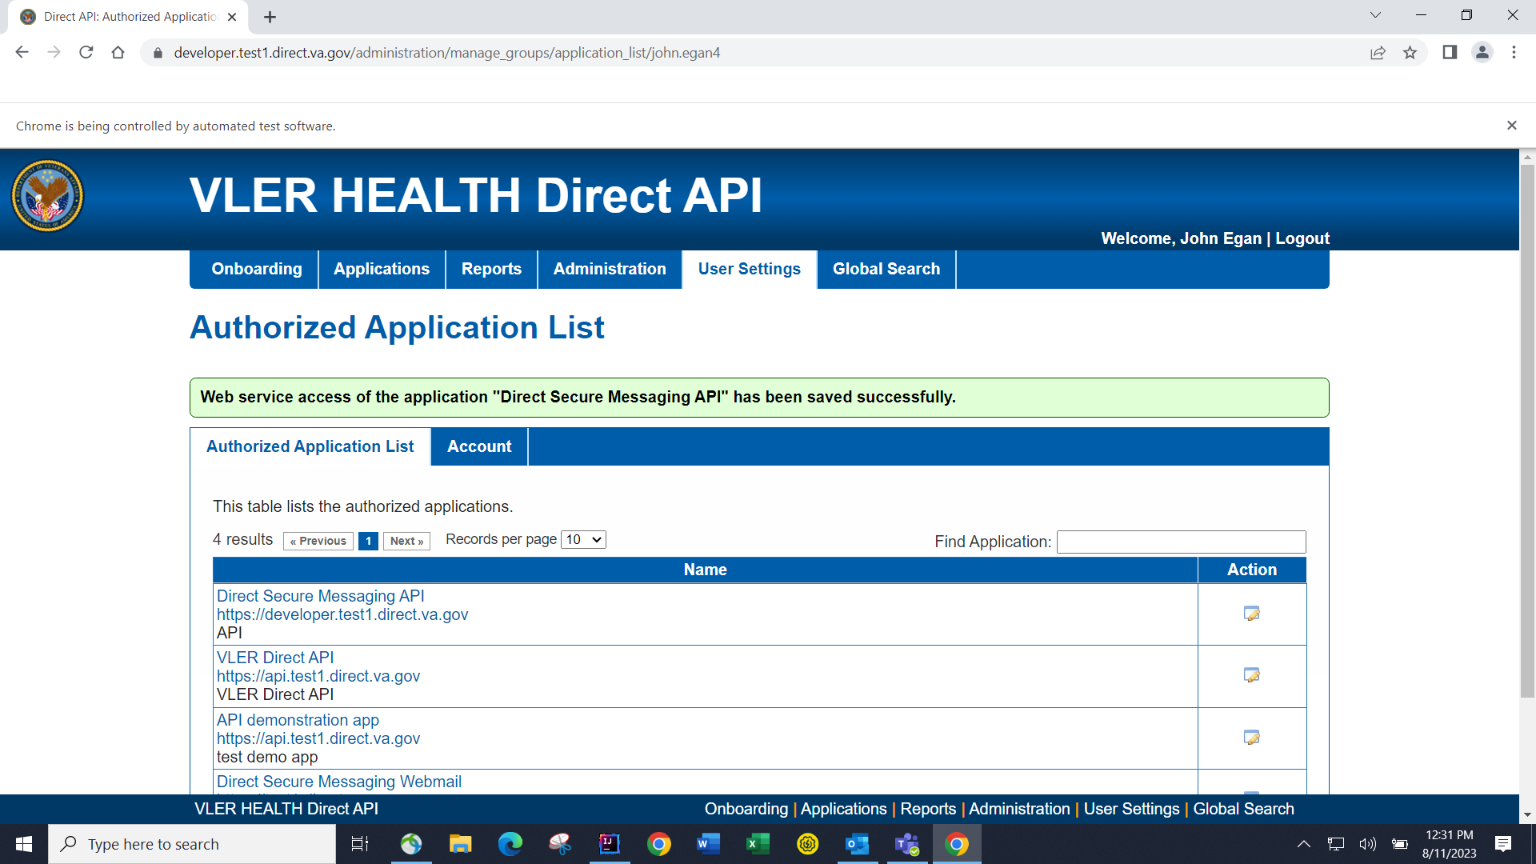 Direct API: Authorized Applicatio
developer.test1.direct.va.gov/administration/manage_groups/application_list/john.egan4
Chrome is being controlled by automated test software.
VLER HEALTH Direct API
Welcome, John Egan | Logout
Onboarding Applications Reports Administration User Settings Global Search
Authorized Application List
Web service access of the application "Direct Secure Messaging API" has been saved successfully.
Authorized Application List Account
This table lists the authorized applications.
4 results « Previous 1 Next » Records per page 10 Find Application:
Name Action
Direct Secure Messaging API
https://developer.test1.direct.va.gov
API
VLER Direct API
https://api.test1.direct.va.gov
VLER Direct API
API demonstration app
https://api.test1.direct.va.gov
test demo app
Direct Secure Messaging Webmail
VLER HEALTH Direct API Onboarding | Applications | Reports | Administration | User Settings | Global Search
Type here to search
12:31 PM
8/11/2023